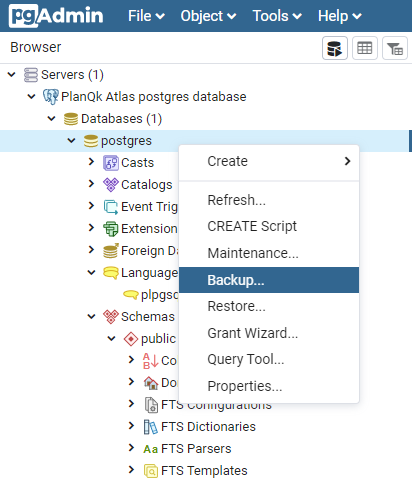 pgAdmin File Object Tools Help
Browser
Servers (1)
PlanQk Atlas postgres database
Databases (1)
postgres
Casts
Catalogs
Event Trig
Extension
Foreign Da
Language
plpgsq
Schemas
public
Co
Do
FTS Configurations
FTS Dictionaries
Aa FTS Parsers
FTS Templates
Create
Refresh...
CREATE Script
Maintenance...
Backup...
Restore...
Grant Wizard...
Query Tool...
Properties...